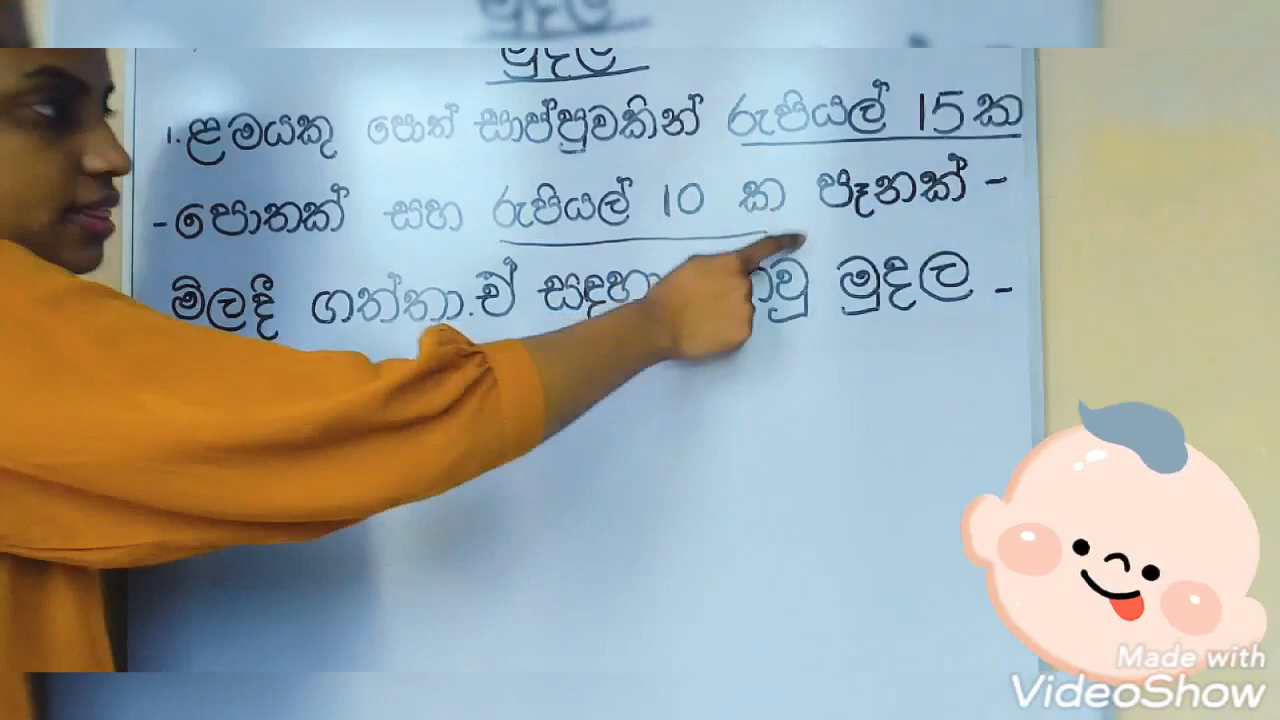 මුදල්
1. ළමයකු පොත් සාප්පුවකින් රුපියල් 15 ක
- පොතක් සහ රුපියල් 10 ක පෑනක් -
මිලදී ගත්තා. ඒ සඳහා මුදල -
Made with
VideoShow